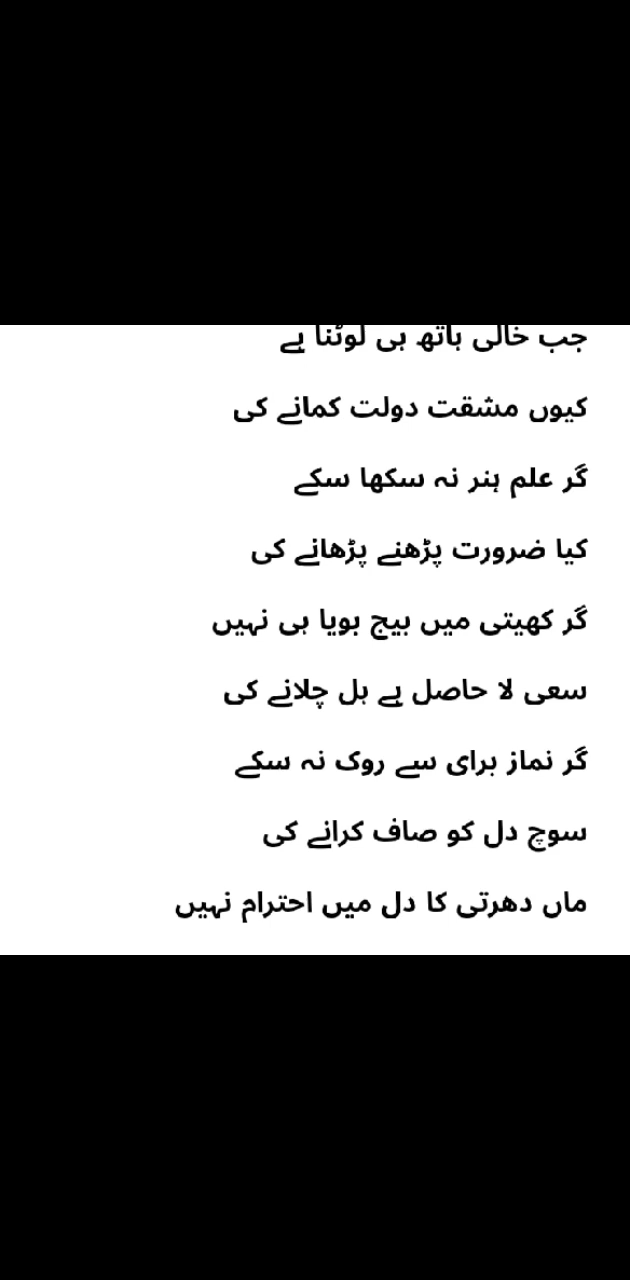 جب خالی ہاتھ ہی لوٹنا ہے
کیوں مشقت دولت کمانے کی
گر علم ہنر نہ سکھا سکے
کیا ضرورت پڑھنے پڑھانے کی
گر کھیتی میں بیج بویا ہی نہیں
سعی لا حاصل ہے ہل چلانے کی
گر نماز برای سے روک نہ سکے
سوچ دل کو صاف کرانے کی
ماں دھرتی کا دل میں احترام نہیں